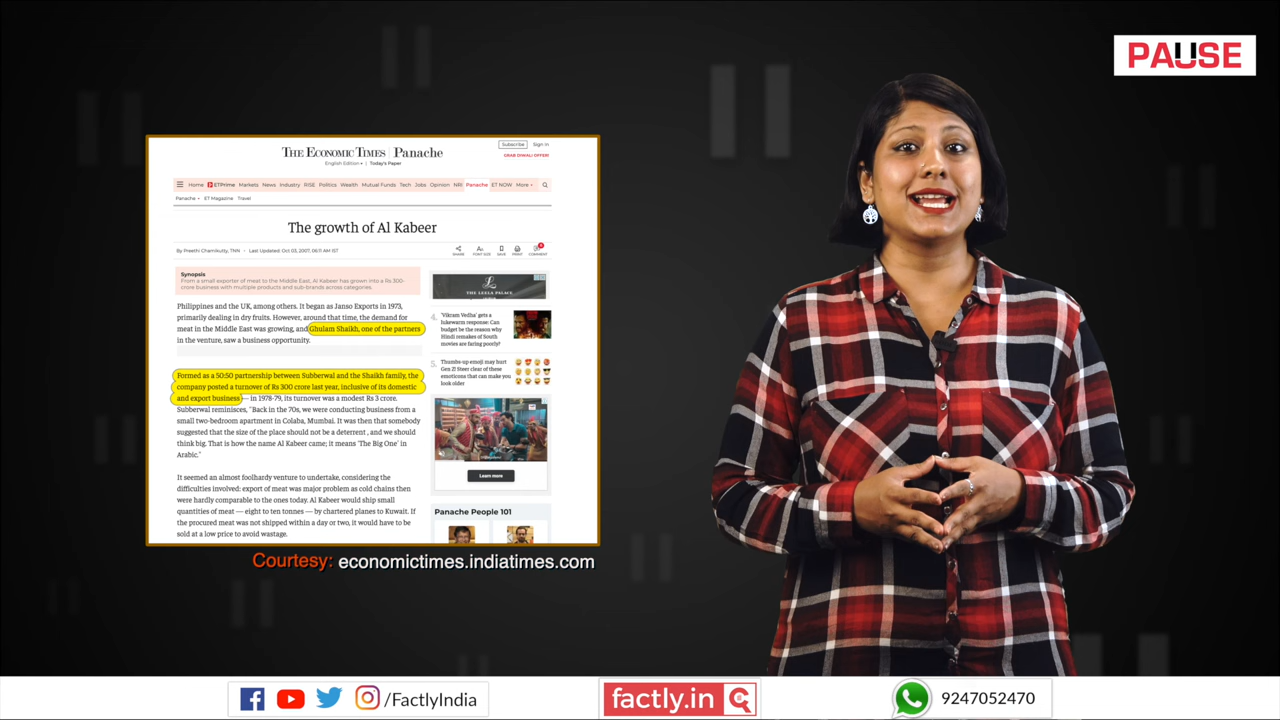 PAUSE
THE ECONOMIC TIMES | Panache
English Edition | Today's Paper
Subscribe
Sign In
GRAB DIWALI OFFER!
Home ETPrime Markets News Industry RISE Politics Wealth Mutual Funds Tech Jobs Opinion NRI Panache ET NOW More
Panache ET Magazine Travel
The growth of Al Kabeer
By Preethi Chamikutty, TNN • Last Updated: Oct 03, 2007, 06:11 AM IST
SHARE FONT SIZE SAVE PRINT COMMENT
Synopsis
From a small exporter of meat to the Middle East, Al Kabeer has grown into a Rs 300-
crore business with multiple products and sub-brands across categories.
Philippines and the UK, among others. It began as Janso Exports in 1973,
primarily dealing in dry fruits. However, around that time, the demand for
meat in the Middle East was growing, and Ghulam Shaikh, one of the partners
in the venture, saw a business opportunity.
Formed as a 50:50 partnership between Subberwal and the Shaikh family, the
company posted a turnover of Rs 300 crore last year, inclusive of its domestic
and export business — in 1978-79, its turnover was a modest Rs 3 crore.
Subberwal reminisces, "Back in the 70s, we were conducting business from a
small two-bedroom apartment in Colaba, Mumbai. It was then that somebody
suggested that the size of the place should not be a deterrent , and we should
think big. That is how the name Al Kabeer came; it means 'The Big One' in
Arabic."
It seemed an almost foolhardy venture to undertake, considering the
difficulties involved: export of meat was major problem as cold chains then
were hardly comparable to the ones today. Al Kabeer would ship small
quantities of meat — eight to ten tonnes — by chartered planes to Kuwait. If
the procured meat was not shipped within a day or two, it would have to be
sold at a low price to avoid wastage.
THE LEELA PALACE
4.
'Vikram Vedha' gets a
lukewarm response: Can
budget be the reason why
Hindi remakes of South
movies are faring poorly?
5.
Thumbs-up emoji may hurt
Gen Z! Steer clear of these
emoticons that can make you
look older
Learn more
Panache People 101
Courtesy: economictimes.indiatimes.com
/FactlyIndia
factly.in
9247052470